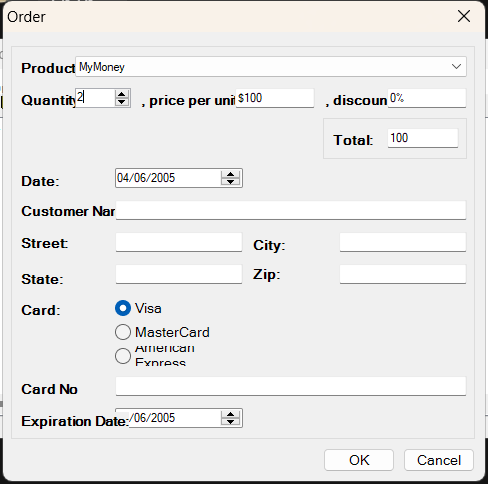 Order
Product MyMoney
Quantity 2 , price per unit $100 , discoun 0%
Total: 100
Date: 04/06/2005
Customer Nar
Street: City:
State: Zip:
Card: Visa
MasterCard
American
Express
Card No
Expiration Date: /06/2005
OK Cancel